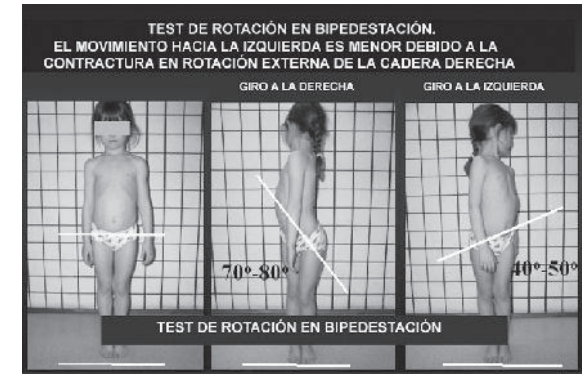 TEST DE ROTACIÓN EN BIPEDESTACIÓN.
EL MOVIMIENTO HACIA LA IZQUIERDA ES MENOR DEBIDO A LA
CONTRACTURA EN ROTACIÓN EXTERNA DE LA CADERA DERECHA
GIRO A LA DERECHA
GIRO A LA IZQUIERDA
70º-80º
40º-50º
TEST DE ROTACIÓN EN BIPEDESTACIÓN